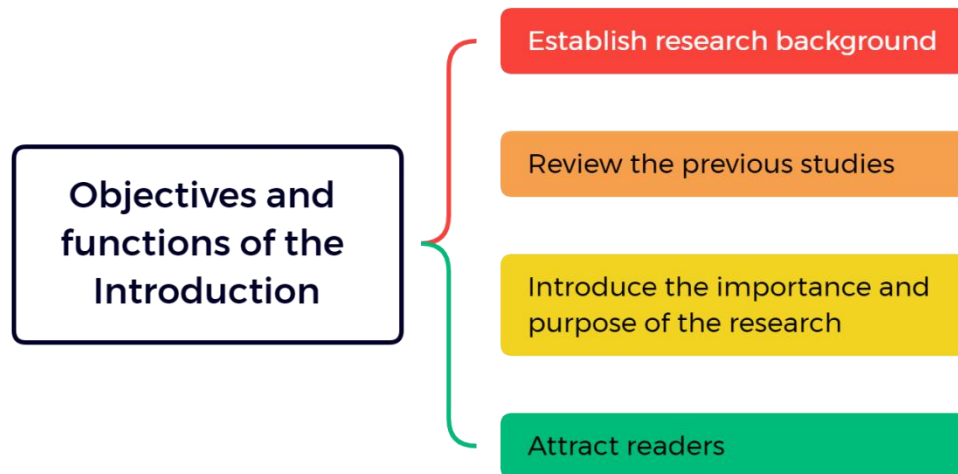 Objectives and
functions of the
Introduction
Establish research background
Review the previous studies
Introduce the importance and
purpose of the research
Attract readers